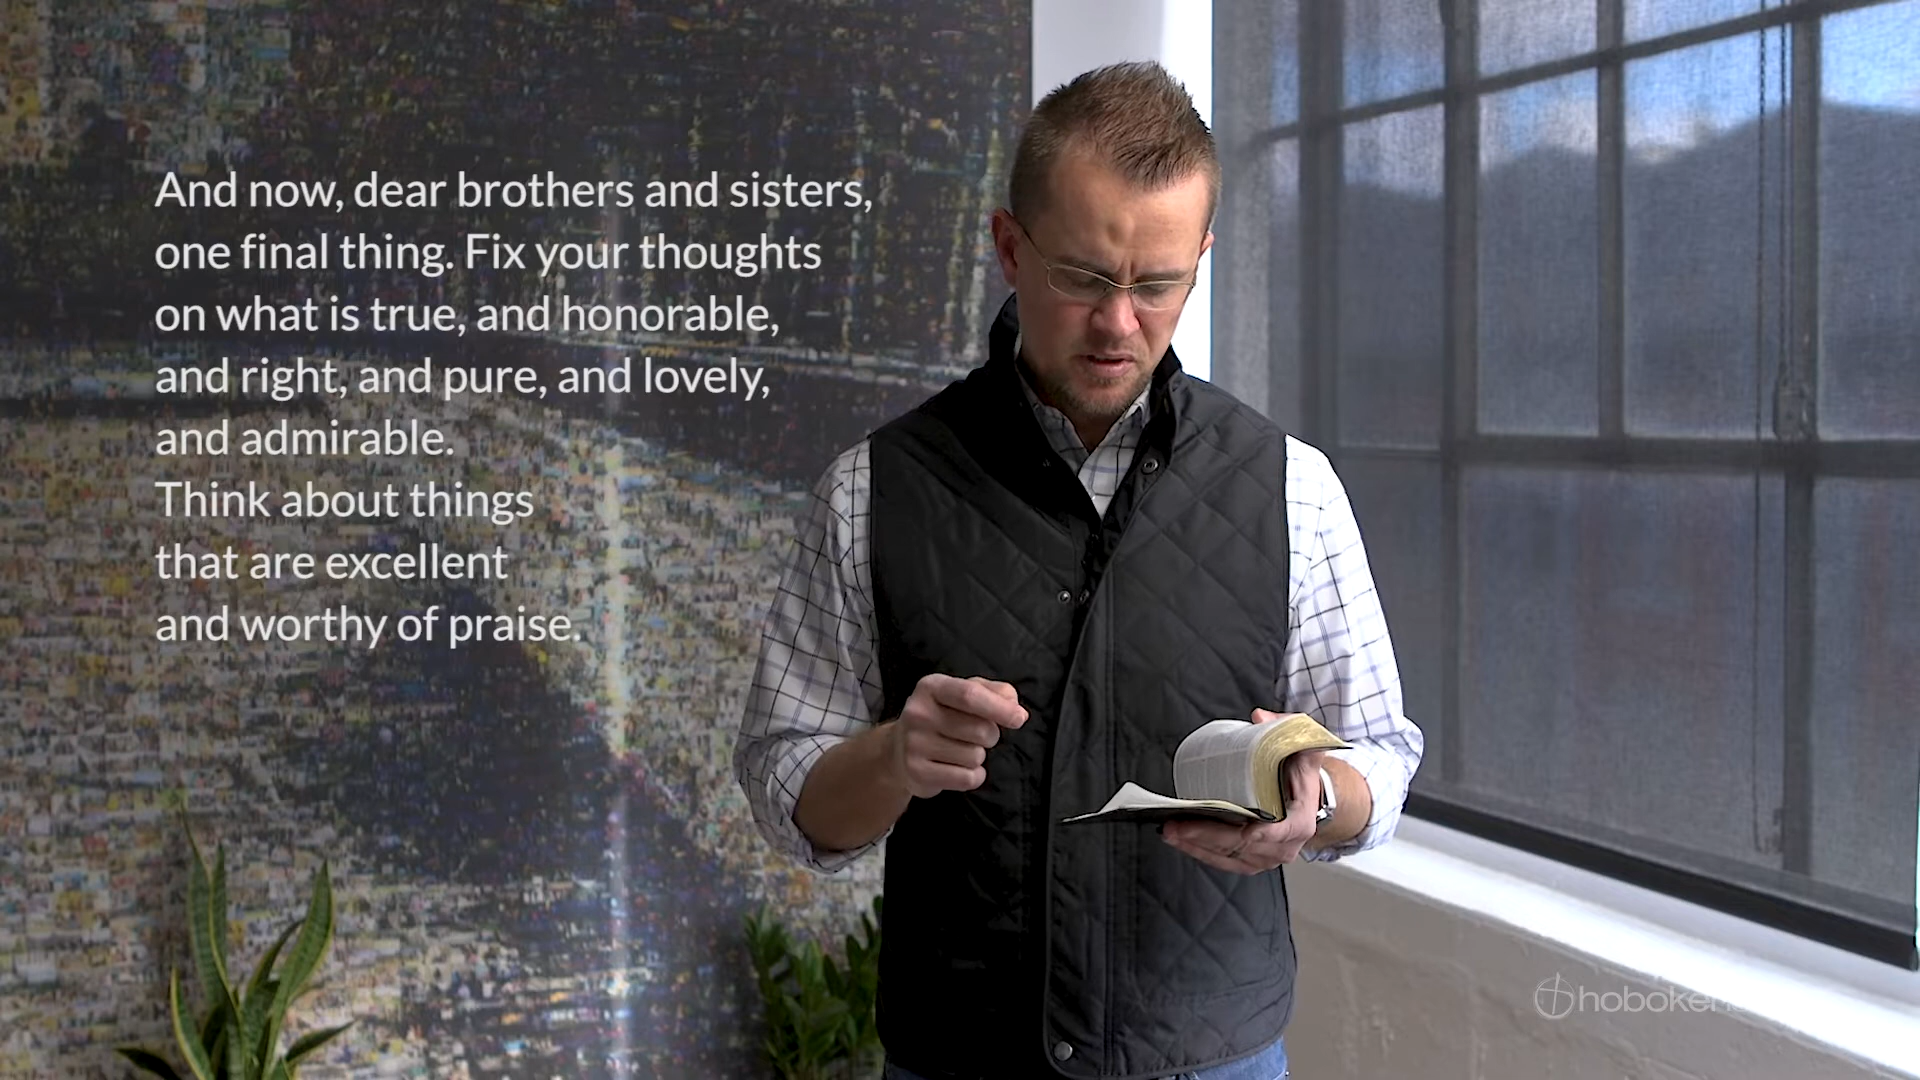 And now, dear brothers and sisters,
one final thing. Fix your thoughts
on what is true, and honorable,
and right, and pure, and lovely,
and admirable.
Think about things
that are excellent
and worthy of praise.